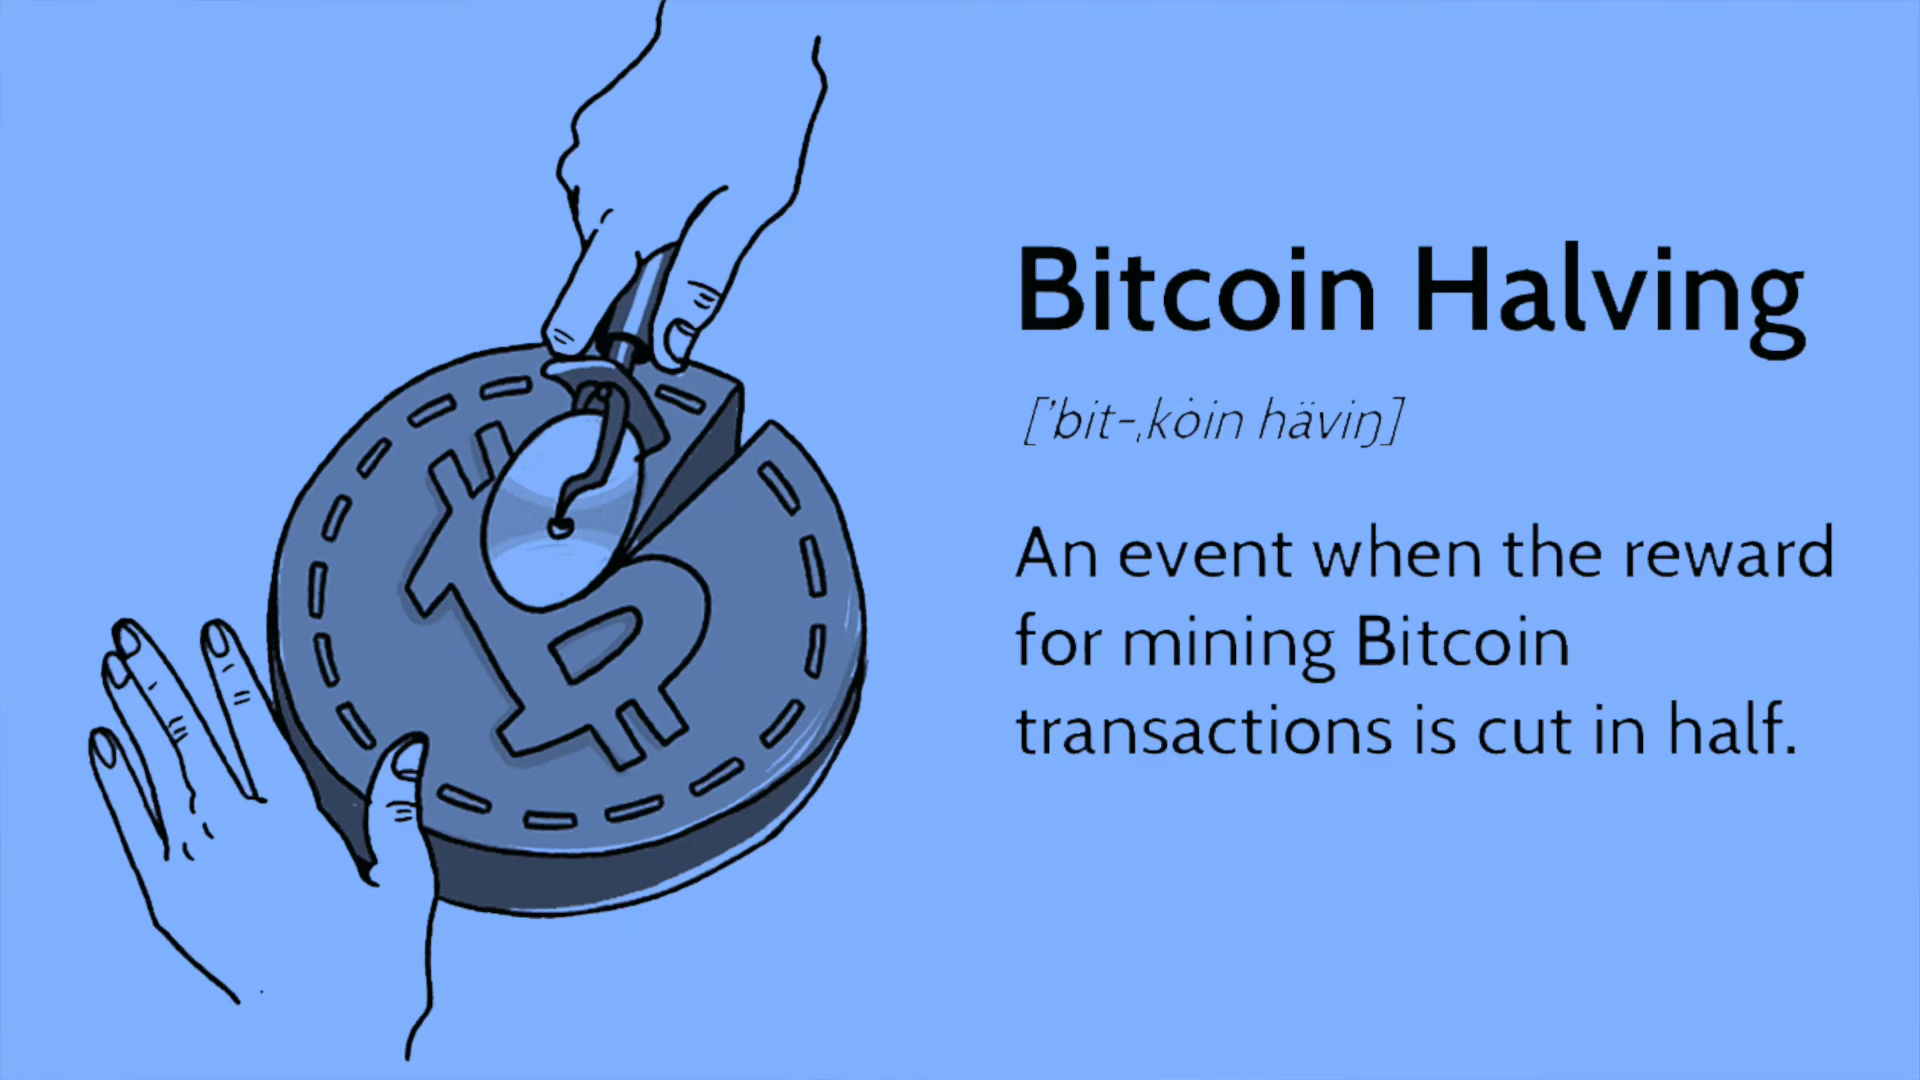 Bitcoin Halving
[ˈbit-ˌkȯin häviŋ]
An event when the reward
for mining Bitcoin
transactions is cut in half.